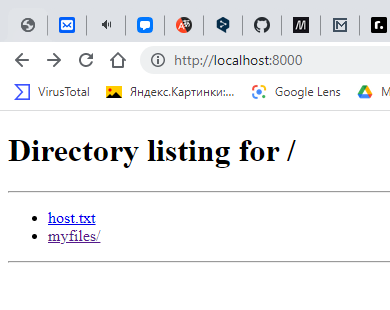 http://localhost:8000
VirusTotal
Яндекс.Картинки:...
Google Lens
M
Directory listing for /
host.txt
myfiles/